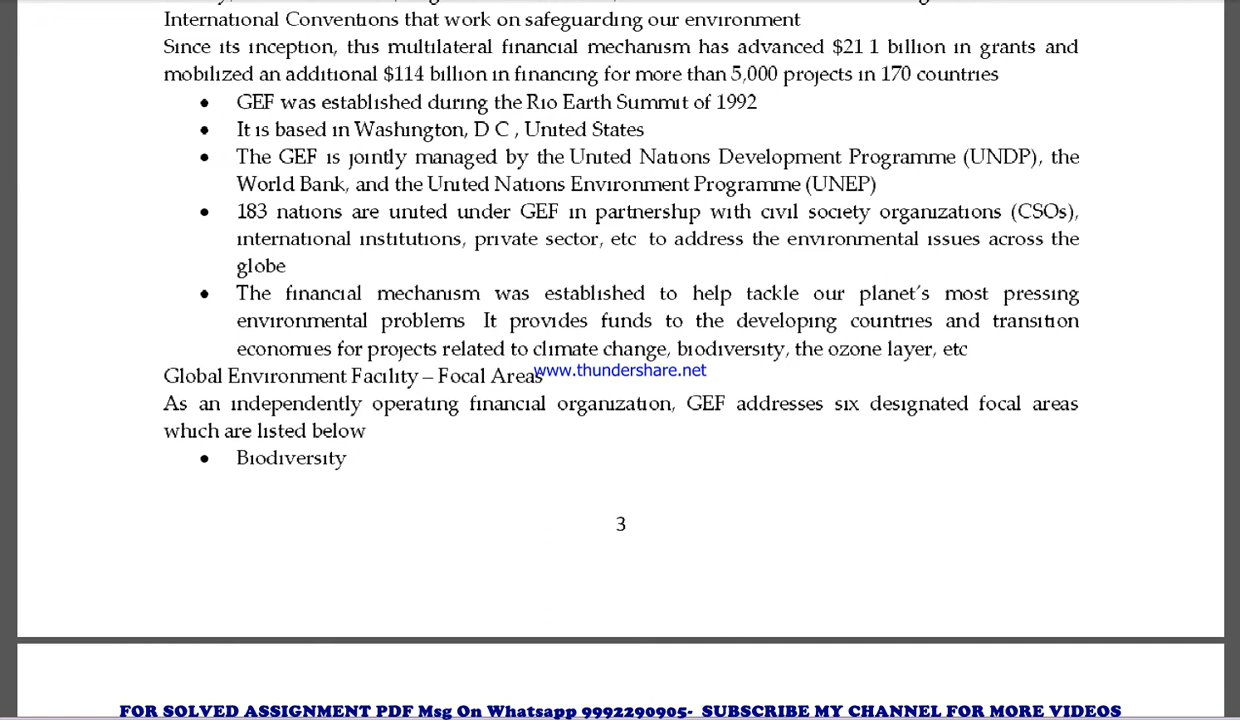 International Conventions that work on safeguarding our environment
Since its inception, this multilateral financial mechanism has advanced $21 1 billion in grants and
mobilized an additional $114 billion in financing for more than 5,000 projects in 170 countries
• GEF was established during the Rio Earth Summit of 1992
• It is based in Washington, D C , United States
• The GEF is jointly managed by the United Nations Development Programme (UNDP), the
World Bank, and the United Nations Environment Programme (UNEP)
• 183 nations are united under GEF in partnership with civil society organizations (CSOs),
international institutions, private sector, etc to address the environmental issues across the
globe
• The financial mechanism was established to help tackle our planet's most pressing
environmental problems It provides funds to the developing countries and transition
economies for projects related to climate change, biodiversity, the ozone layer, etc
Global Environment Facility – Focal Areas
www.thundershare.net
As an independently operating financial organization, GEF addresses six designated focal areas
which are listed below
• Biodiversity
3
FOR SOLVED ASSIGNMENT PDF Msg On Whatsapp 9992290905- SUBSCRIBE MY CHANNEL FOR MORE VIDEOS